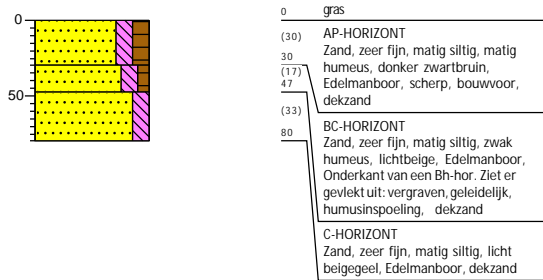 0
50
0 gras
(30)
30
(17)
47
(33)
80
AP-HORIZONT
Zand, zeer fijn, matig siltig, matig
humeus, donker zwartbruin,
Edelmanboor, scherp, bouwvoor,
dekzand
BC-HORIZONT
Zand, zeer fijn, matig siltig, zwak
humeus, lichtbeige, Edelmanboor,
Onderkant van een Bh-hor. Ziet er
gevlekt uit: vergraven, geleidelijk,
humusinspoeling, dekzand
C-HORIZONT
Zand, zeer fijn, matig siltig, licht
beigegeel, Edelmanboor, dekzand